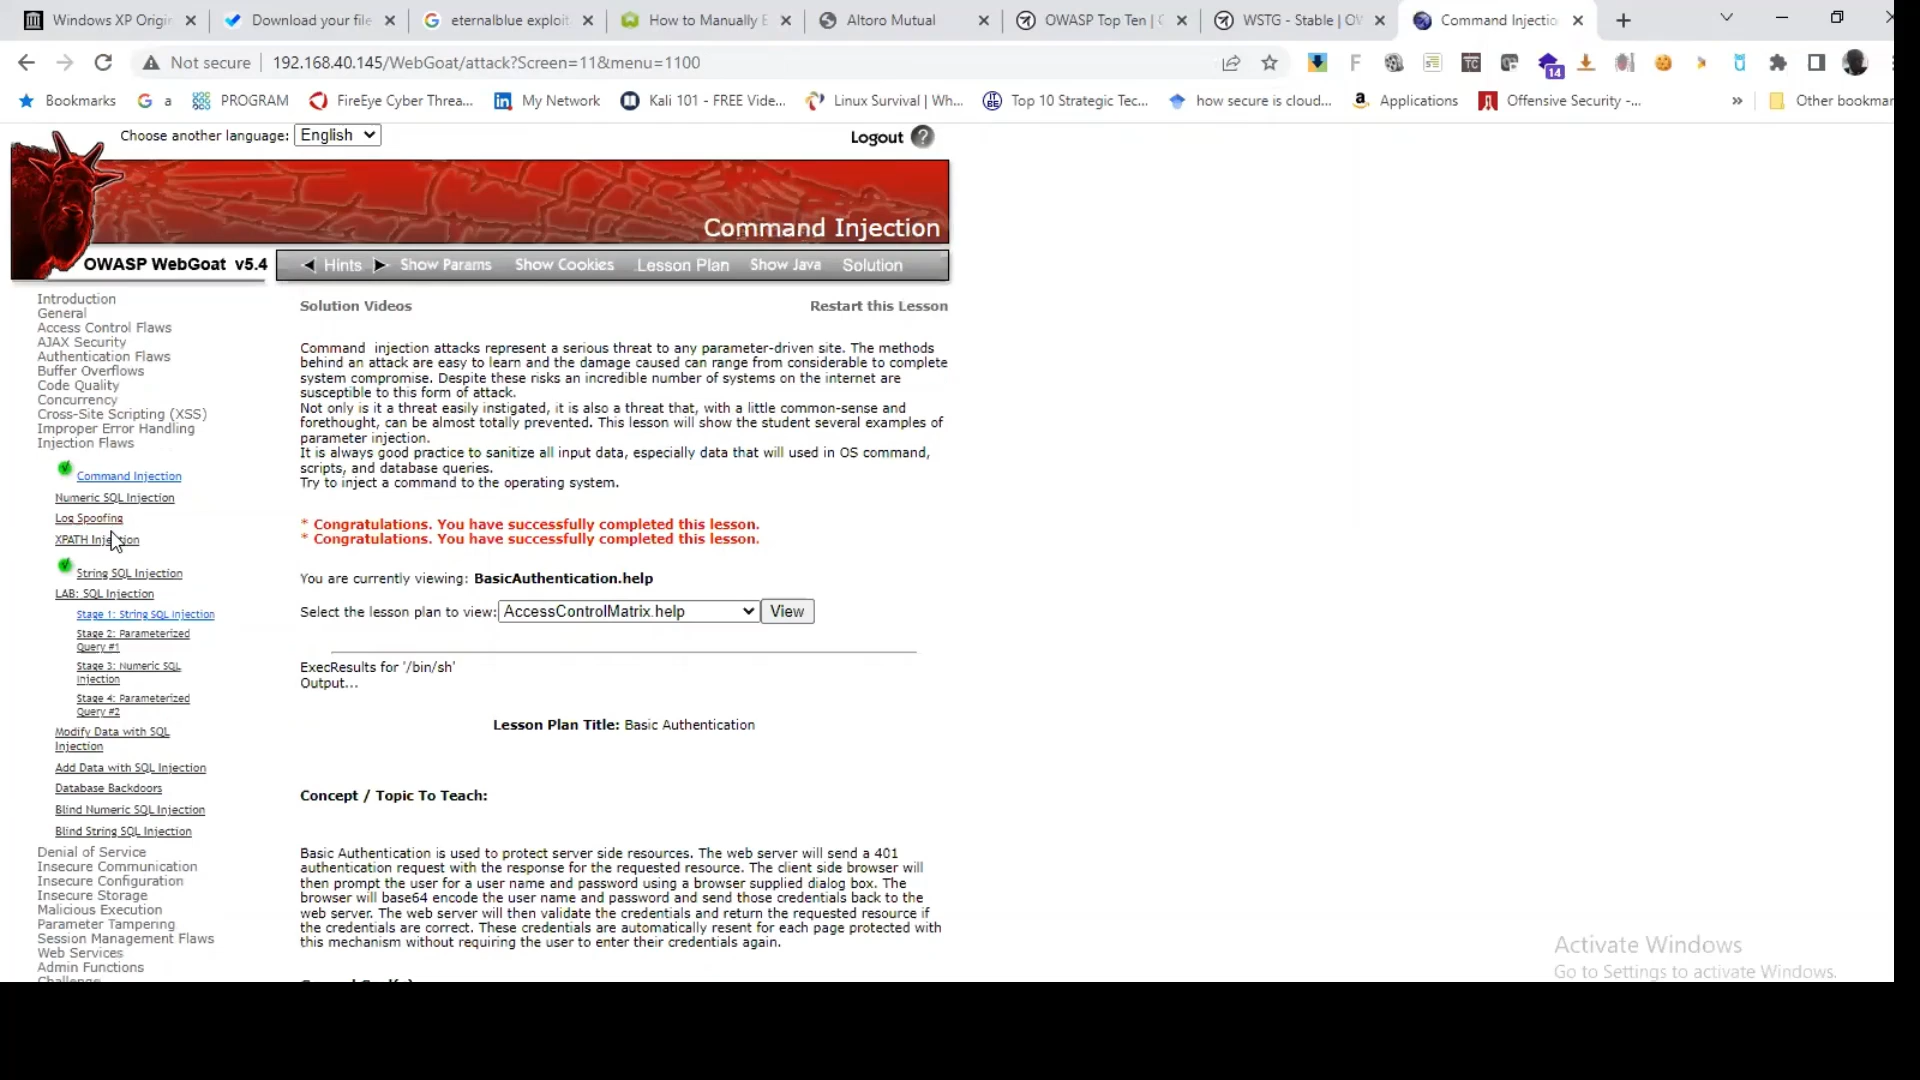 Windows XP Origin
Download your file
eternalblue exploit
How to Manually E
Altoro Mutual
OWASP Top Ten | O
WSTG - Stable | OW
Command Injectio
Not secure
192.168.40.145/WebGoat/attack?Screen=11&menu=1100
Bookmarks
a
PROGRAM
FireEye Cyber Threa...
My Network
Kali 101 - FREE Vide...
Linux Survival | Wh...
Top 10 Strategic Tec...
how secure is cloud...
Applications
Offensive Security -...
»
Other bookmar
14
Choose another language: English
Logout ?
Command Injection
OWASP WebGoat v5.4
Hints
Show Params
Show Cookies
Lesson Plan
Show Java
Solution
Introduction
General
Access Control Flaws
AJAX Security
Authentication Flaws
Buffer Overflows
Code Quality
Concurrency
Cross-Site Scripting (XSS)
Improper Error Handling
Injection Flaws
Command Injection
Numeric SQL Injection
Log Spoofing
XPATH Injection
String SQL Injection
LAB: SQL Injection
Stage 1: String SQL Injection
Stage 2: Parameterized
Query #1
Stage 3: Numeric SQL
Injection
Stage 4: Parameterized
Query #2
Modify Data with SQL
Injection
Add Data with SQL Injection
Database Backdoors
Blind Numeric SQL Injection
Blind String SQL Injection
Denial of Service
Insecure Communication
Insecure Configuration
Insecure Storage
Malicious Execution
Parameter Tampering
Session Management Flaws
Web Services
Admin Functions
Challenge
Solution Videos
Restart this Lesson
Command injection attacks represent a serious threat to any parameter-driven site. The methods
behind an attack are easy to learn and the damage caused can range from considerable to complete
system compromise. Despite these risks an incredible number of systems on the internet are
susceptible to this form of attack.
Not only is it a threat easily instigated, it is also a threat that, with a little common-sense and
forethought, can be almost totally prevented. This lesson will show the student several examples of
parameter injection.
It is always good practice to sanitize all input data, especially data that will used in OS command,
scripts, and database queries.
Try to inject a command to the operating system.
* Congratulations. You have successfully completed this lesson.
* Congratulations. You have successfully completed this lesson.
You are currently viewing: BasicAuthentication.help
Select the lesson plan to view: AccessControlMatrix.help View
ExecResults for '/bin/sh'
Output...
Lesson Plan Title: Basic Authentication
Concept / Topic To Teach:
Basic Authentication is used to protect server side resources. The web server will send a 401
authentication request with the response for the requested resource. The client side browser will
then prompt the user for a user name and password using a browser supplied dialog box. The
browser will base64 encode the user name and password and send those credentials back to the
web server. The web server will then validate the credentials and return the requested resource if
the credentials are correct. These credentials are automatically resent for each page protected with
this mechanism without requiring the user to enter their credentials again.
Activate Windows
Go to Settings to activate Windows.